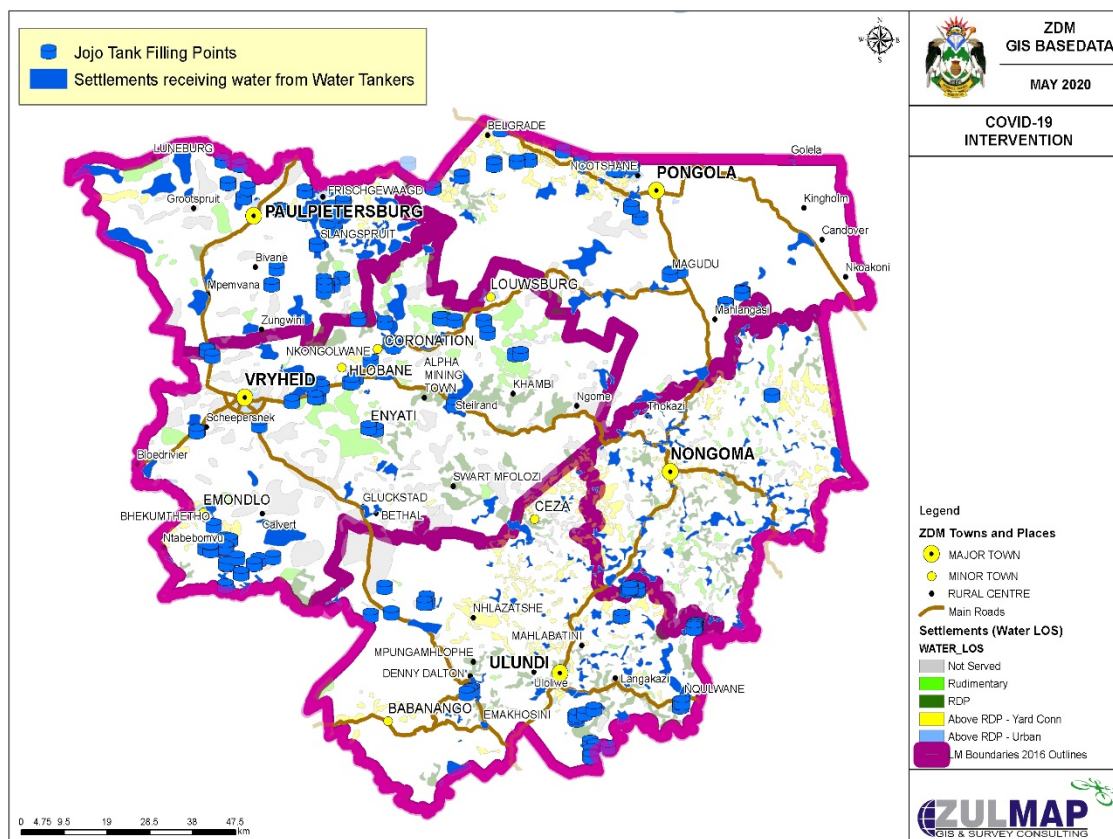 Jojo Tank Filling Points
Settlements receiving water from Water Tankers
N
W
E
S
ZDM
GIS BASEDATA
MAY 2020
COVID-19
INTERVENTION
BELGRADE
LUNEBURG
Golela
NCOTSHANE
PONGOLA
FRISCHGEWAAGD
Grootspruit
Kingholm
PAULPIETERSBURG
SLANGSPRUIT
Candover
Bivane
MAGUDU
Nkoakoni
Mpemvana
LOUWSBURG
Mahlangasi
Zungwini
CORONATION
NKONGOLWANE
ALPHA
MINING
TOWN
HLOBANE
VRYHEID
KHAMBI
Steilrand
Ngome
Thokazi
Scheepersnek
ENYATI
Bloedrivier
NONGOMA
SWART MFOLOZI
GLUCKSTAD
EMONDLO
CEZA
BHEKUMTHETHO
BETHAL
Calvert
Ntabebomvu
NHLAZATSHE
MAHLABATINI
MPUNGAMHLOPHE
ULUNDI
DENNY DALTON
Ulolwe
Langakazi
NQULWANE
BABANANGO
EMAKHOSINI
Legend
ZDM Towns and Places
MAJOR TOWN
MINOR TOWN
RURAL CENTRE
Main Roads
Settlements (Water LOS)
WATER_LOS
Not Served
Rudimentary
RDP
Above RDP - Yard Conn
Above RDP - Urban
LM Boundaries 2016 Outlines
0 4.75 9.5 19 28.5 38 47.5
km
ZULMAP
GIS & SURVEY CONSULTING